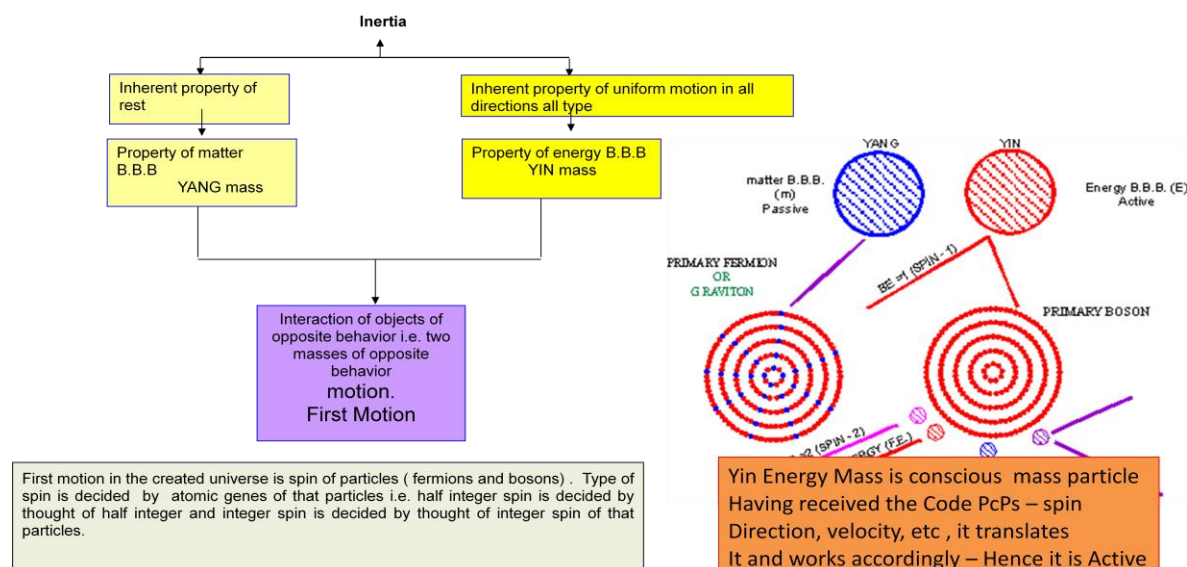 Inertia
Inherent property of
rest
Inherent property of uniform motion in all
directions all type
Property of matter
B.B.B
YANG mass
Property of energy B.B.B
YIN mass
Interaction of objects of
opposite behavior i.e. two
masses of opposite
behavior
motion.
First Motion
First motion in the created universe is spin of particles ( fermions and bosons) . Type of
spin is decided by atomic genes of that particles i.e. half integer spin is decided by
thought of half integer and integer spin is decided by thought of integer spin of that
particles.
YANG
YIN
matter B.B.B.
(m)
Passive
Energy B.B.B. (E)
Active
PRIMARY FERMION
OR
GRAVITON
BE =1 (SPIN - 1)
PRIMARY BOSON
(SPIN - 2)
(F.E.)
Yin Energy Mass is conscious mass particle
Having received the Code PcPs – spin
Direction, velocity, etc , it translates
It and works accordingly – Hence it is Active